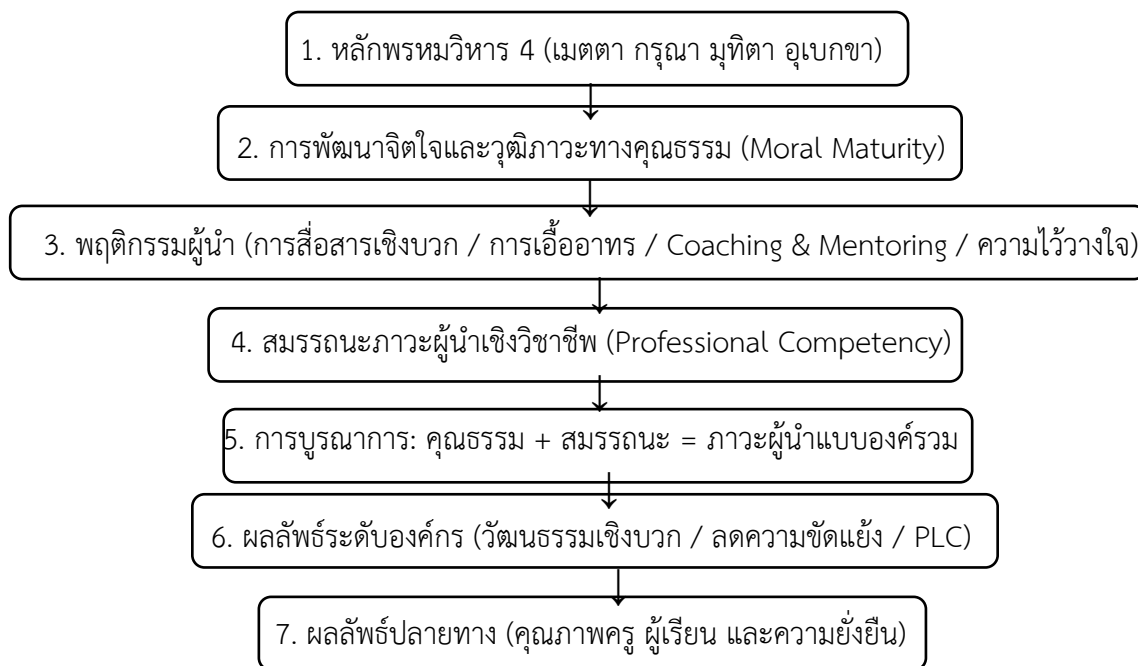 1. หลักพรหมวิหาร 4 (เมตตา กรุณา มุทิตา อุเบกขา)
2. การพัฒนาจิตใจและวุฒิภาวะทางคุณธรรม (Moral Maturity)
3. พฤติกรรมผู้นำ (การสื่อสารเชิงบวก / การเอื้ออาทร / Coaching & Mentoring / ความไว้วางใจ)
4. สมรรถนะภาวะผู้นำเชิงวิชาชีพ (Professional Competency)
5. การบูรณาการ: คุณธรรม + สมรรถนะ = ภาวะผู้นำแบบองค์รวม
6. ผลลัพธ์ระดับองค์กร (วัฒนธรรมเชิงบวก / ลดความขัดแย้ง / PLC)
7. ผลลัพธ์ปลายทาง (คุณภาพครู ผู้เรียน และความยั่งยืน)